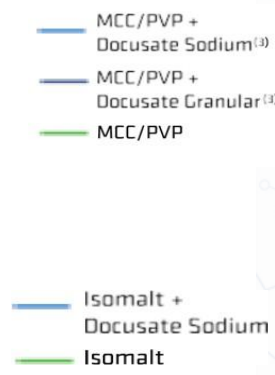 MCC/PVP +
Docusate Sodium⁽³⁾
MCC/PVP +
Docusate Granular⁽³⁾
MCC/PVP
Isomalt +
Docusate Sodium
Isomalt